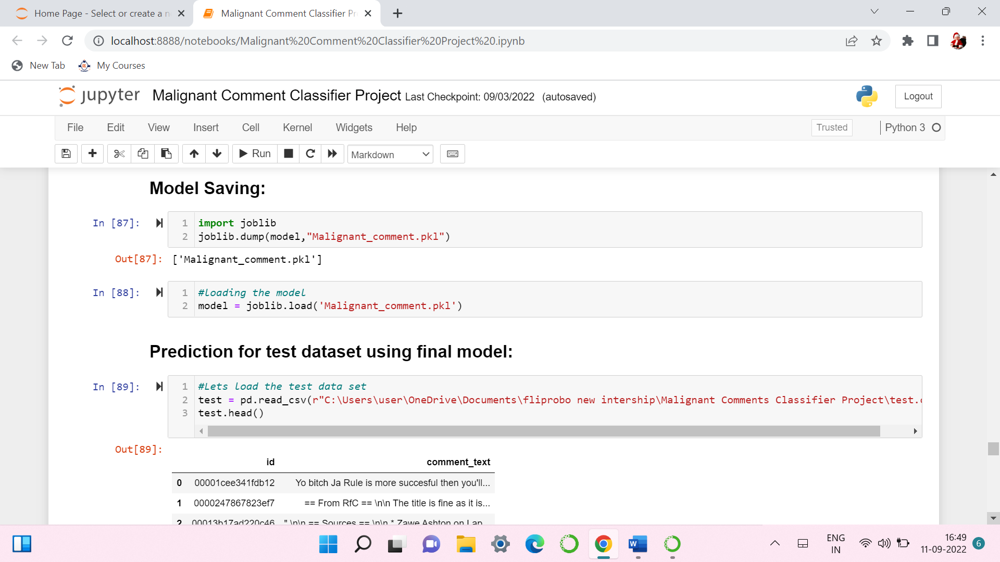 Home Page - Select or create a n
Malignant Comment Classifier Pr
localhost:8888/notebooks/Malignant%20Comment%20Classifier%20Project%20.ipynb
New Tab
My Courses
jupyter Malignant Comment Classifier Project Last Checkpoint: 09/03/2022 (autosaved)
Logout
File Edit View Insert Cell Kernel Widgets Help
Trusted
Python 3
Run
Markdown
Model Saving:
In [87]:
1 import joblib
2 joblib.dump(model,"Malignant_comment.pkl")
Out[87]: ['Malignant_comment.pkl']
In [88]:
1 #loading the model
2 model = joblib.load('Malignant_comment.pkl')
Prediction for test dataset using final model:
In [89]:
1 #Lets load the test data set
2 test = pd.read_csv(r"C:\Users\user\OneDrive\Documents\fliprobo new intership\Malignant Comments Classifier Project\test.c
3 test.head()
Out[89]:
id comment_text
0 00001cee341fdb12 Yo bitch Ja Rule is more succesful then you'll...
1 0000247867823ef7 == From RfC == \n\n The title is fine as it is...
2 00013b17ad220c46 " \n\n == Sources == \n\n * Zawe Ashton on Lap
W
ENG
IN
16:49
11-09-2022
6